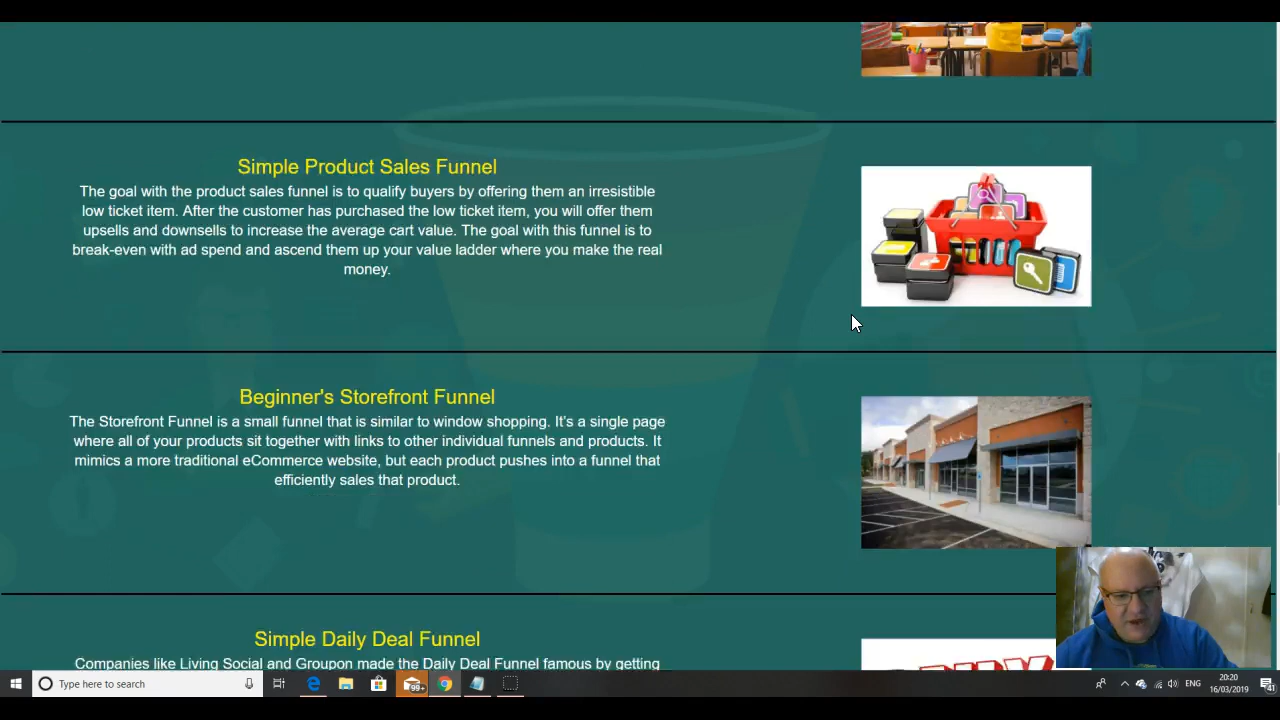 Simple Product Sales Funnel
The goal with the product sales funnel is to qualify buyers by offering them an irresistible
low ticket item. After the customer has purchased the low ticket item, you will offer them
upsells and downsells to increase the average cart value. The goal with this funnel is to
break-even with ad spend and ascend them up your value ladder where you make the real
money.
Beginner's Storefront Funnel
The Storefront Funnel is a small funnel that is similar to window shopping. It's a single page
where all of your products sit together with links to other individual funnels and products. It
mimics a more traditional eCommerce website, but each product pushes into a funnel that
efficiently sales that product.
Simple Daily Deal Funnel
Companies like Living Social and Groupon made the Daily Deal Funnel famous by getting
Type here to search
99+
ENG
20:20
16/03/2019
41